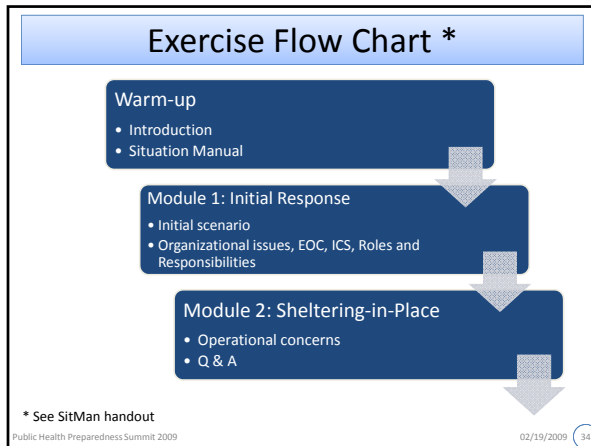 Exercise Flow Chart *
Warm-up
• Introduction
• Situation Manual
Module 1: Initial Response
• Initial scenario
• Organizational issues, EOC, ICS, Roles and
Responsibilities
Module 2: Sheltering-in-Place
• Operational concerns
• Q & A
* See SitMan handout
Public Health Preparedness Summit 2009
02/19/2009 34